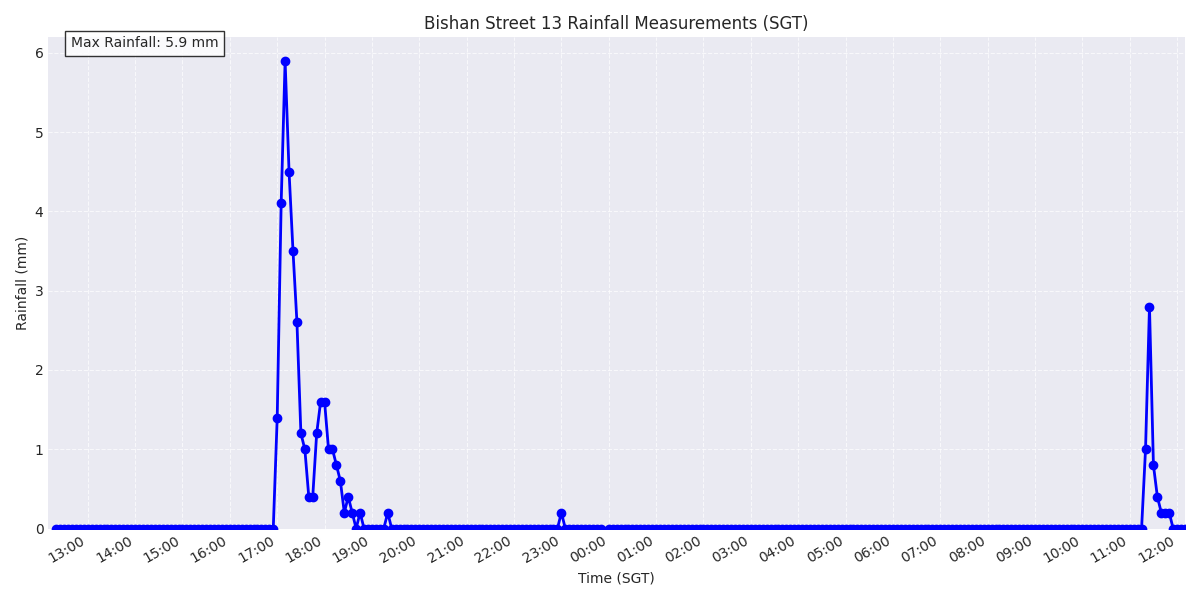 Bishan Street 13 Rainfall Measurements (SGT)
Max Rainfall: 5.9 mm
6
5
4
3
2
1
0
Rainfall (mm)
13:00 14:00 15:00 16:00 17:00 18:00 19:00 20:00 21:00 22:00 23:00 00:00 01:00 02:00 03:00 04:00 05:00 06:00 07:00 08:00 09:00 10:00 11:00 12:00
Time (SGT)